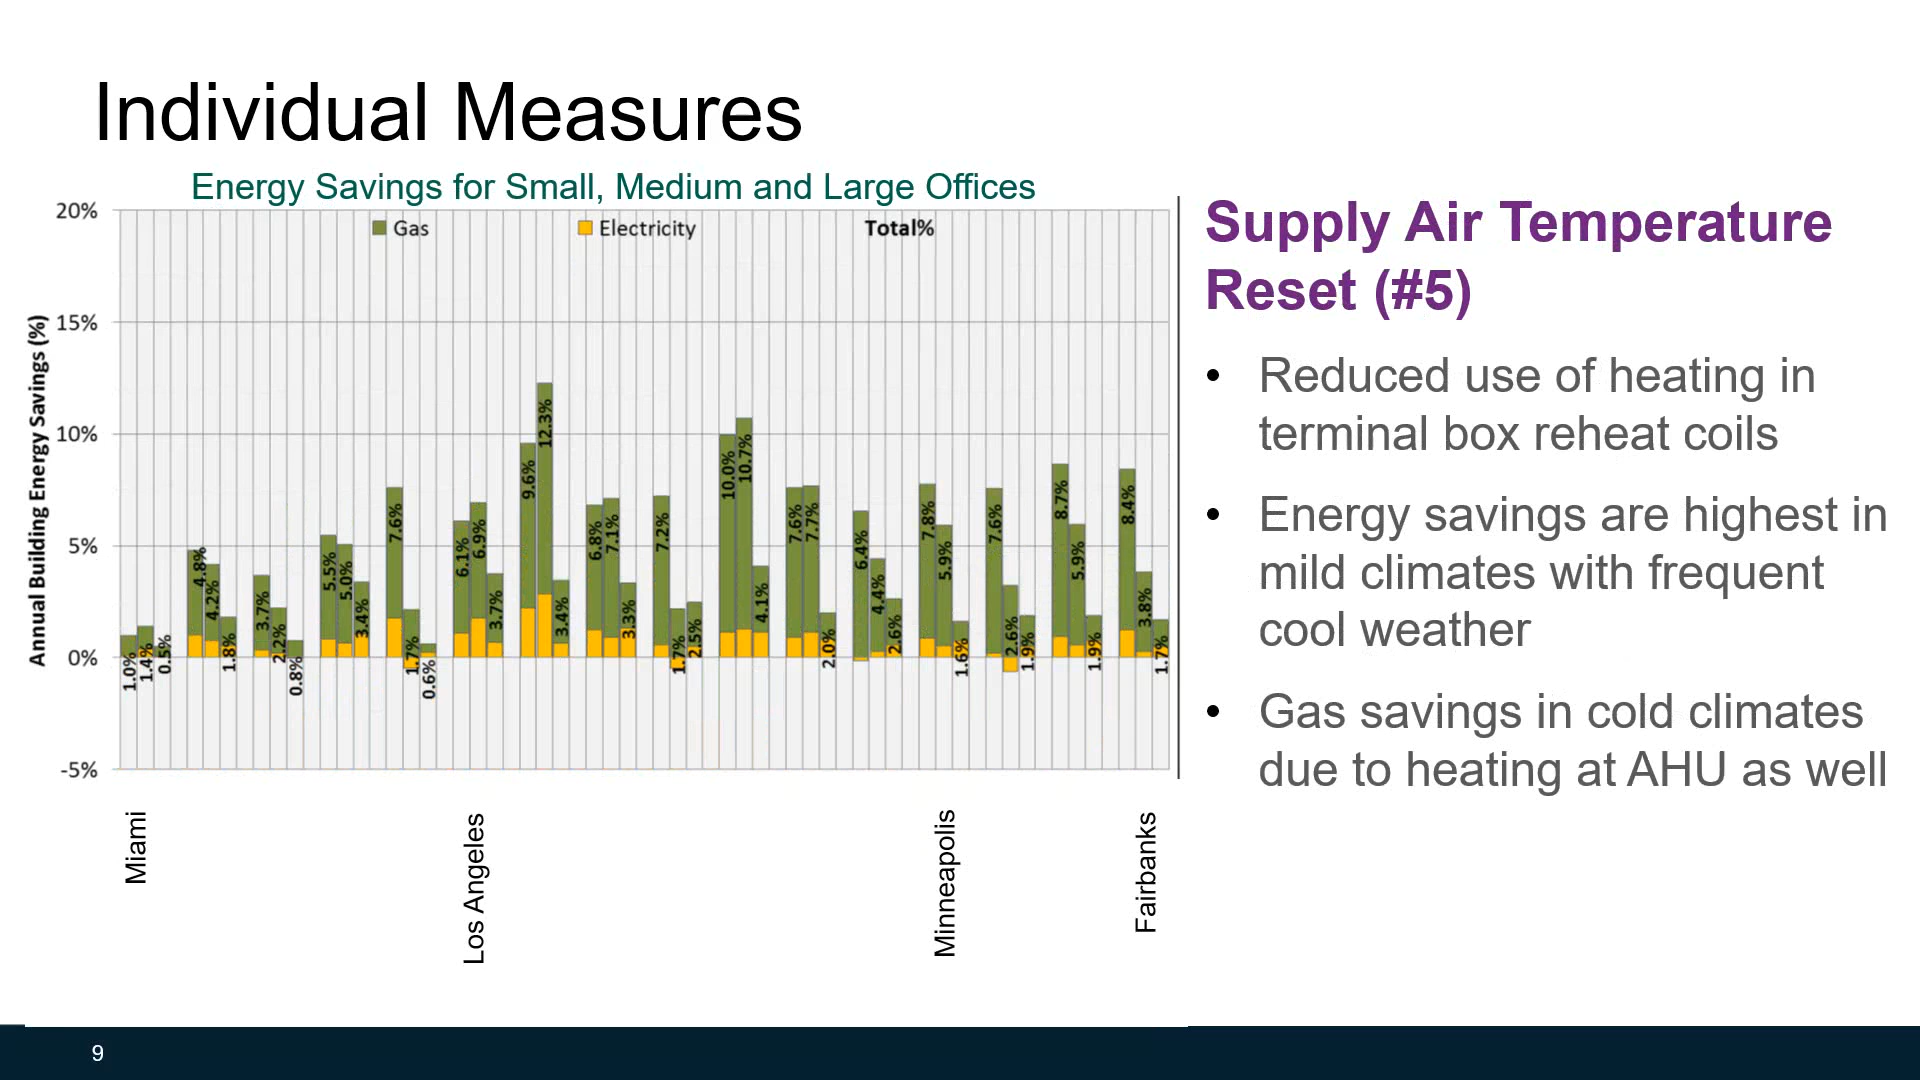 Individual Measures
Energy Savings for Small, Medium and Large Offices
Gas
Electricity
Total%
Annual Building Energy Savings (%)
20%
15%
10%
5%
0%
-5%
1.0%
1.4%
0.5%
4.8%
4.2%
1.8%
3.7%
2.2%
0.8%
5.5%
5.0%
3.4%
7.6%
1.7%
0.6%
6.1%
6.9%
3.7%
9.6%
12.3%
3.4%
6.8%
7.1%
3.3%
7.2%
1.7%
2.5%
10.0%
10.7%
4.1%
7.6%
7.7%
2.0%
6.4%
4.4%
2.6%
7.8%
5.9%
1.6%
7.6%
2.6%
1.9%
8.7%
5.9%
1.9%
8.4%
3.8%
1.7%
Miami
Los Angeles
Minneapolis
Fairbanks
Supply Air Temperature
Reset (#5)
• Reduced use of heating in
terminal box reheat coils
• Energy savings are highest in
mild climates with frequent
cool weather
• Gas savings in cold climates
due to heating at AHU as well
9